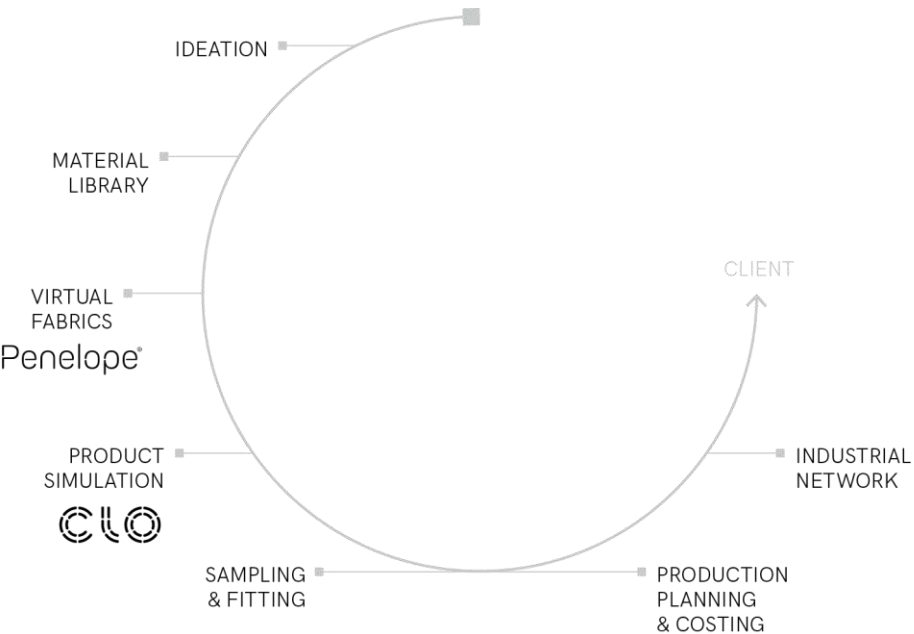 IDEATION
MATERIAL
LIBRARY
VIRTUAL
FABRICS
Penelope®
PRODUCT
SIMULATION
CLO
SAMPLING
& FITTING
PRODUCTION
PLANNING
& COSTING
INDUSTRIAL
NETWORK
CLIENT